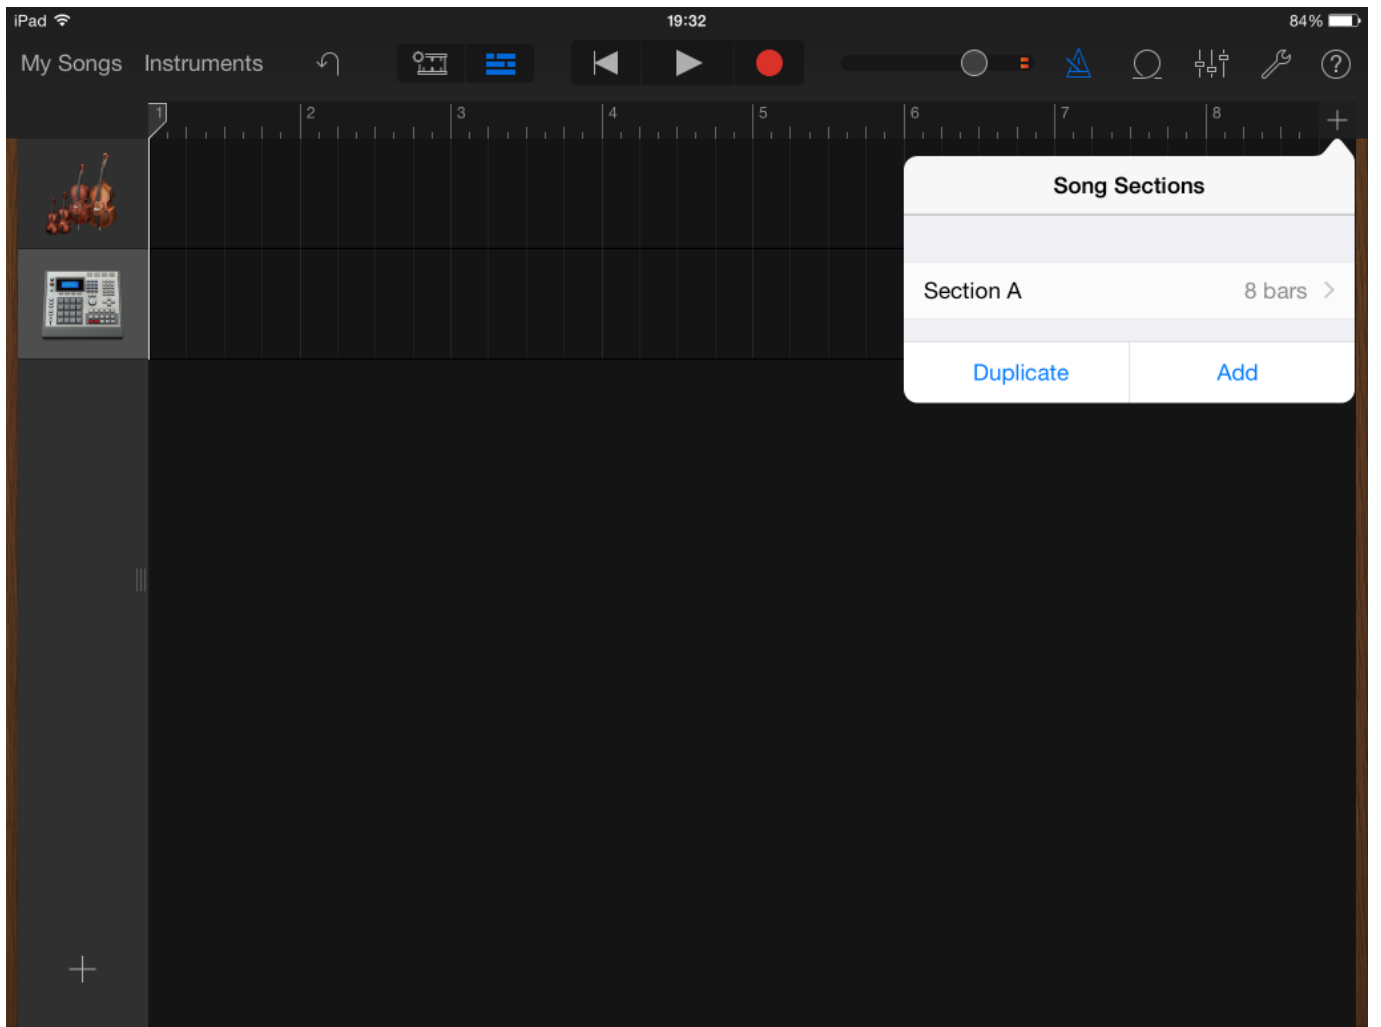 iPad 19:32 84%
My Songs Instruments ?
1 2 3 4 5 6 7 8
Song Sections
Section A 8 bars
Duplicate Add